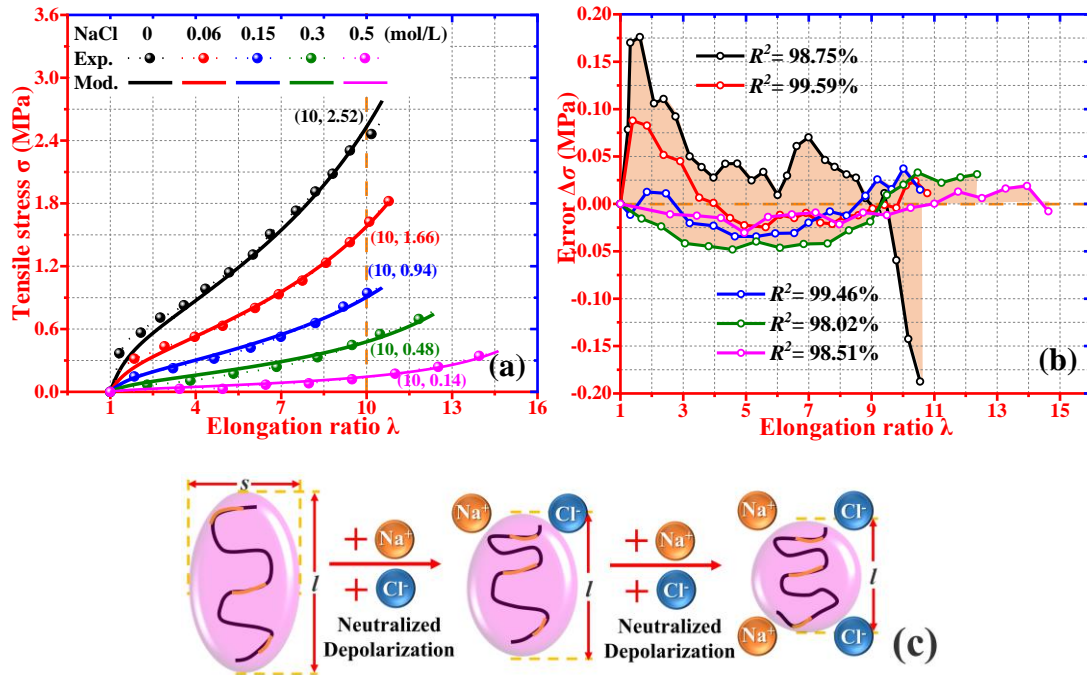 NaCl 0 0.06 0.15 0.3 0.5 (mol/L)
Exp.
Mod.
3.6
3.0
2.4
1.8
1.2
0.6
0.0
Tensile stress σ (MPa)
(10, 2.52)
(10, 1.66)
(10, 0.94)
(10, 0.48)
(10, 0.14)
(a)
1 4 7 10 13 16
Elongation ratio λ
0.20
0.15
0.10
0.05
0.00
-0.05
-0.10
-0.15
-0.20
Error Δσ (MPa)
R²= 98.75%
R²= 99.59%
R²= 99.46%
R²= 98.02%
R²= 98.51%
(b)
1 3 5 7 9 11 13 15
Elongation ratio λ
s
l
+ Na⁺
+ Cl⁻
Neutralized
Depolarization
Na⁺ Cl⁻
l
+ Na⁺
+ Cl⁻
Neutralized
Depolarization
Na⁺ Cl⁻
l
Na⁺ Cl⁻
(c)